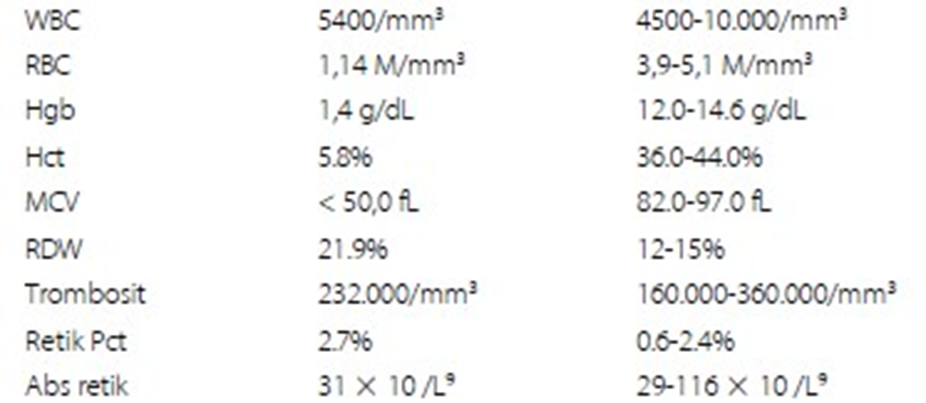 WBC 5400/mm³ 4500-10.000/mm³
RBC 1,14 M/mm³ 3,9-5,1 M/mm³
Hgb 1,4 g/dL 12.0-14.6 g/dL
Hct 5.8% 36.0-44.0%
MCV < 50,0 fL 82.0-97.0 fL
RDW 21.9% 12-15%
Trombosit 232.000/mm³ 160.000-360.000/mm³
Retik Pct 2.7% 0.6-2.4%
Abs retik 31 × 10 /L⁹ 29-116 × 10 /L⁹